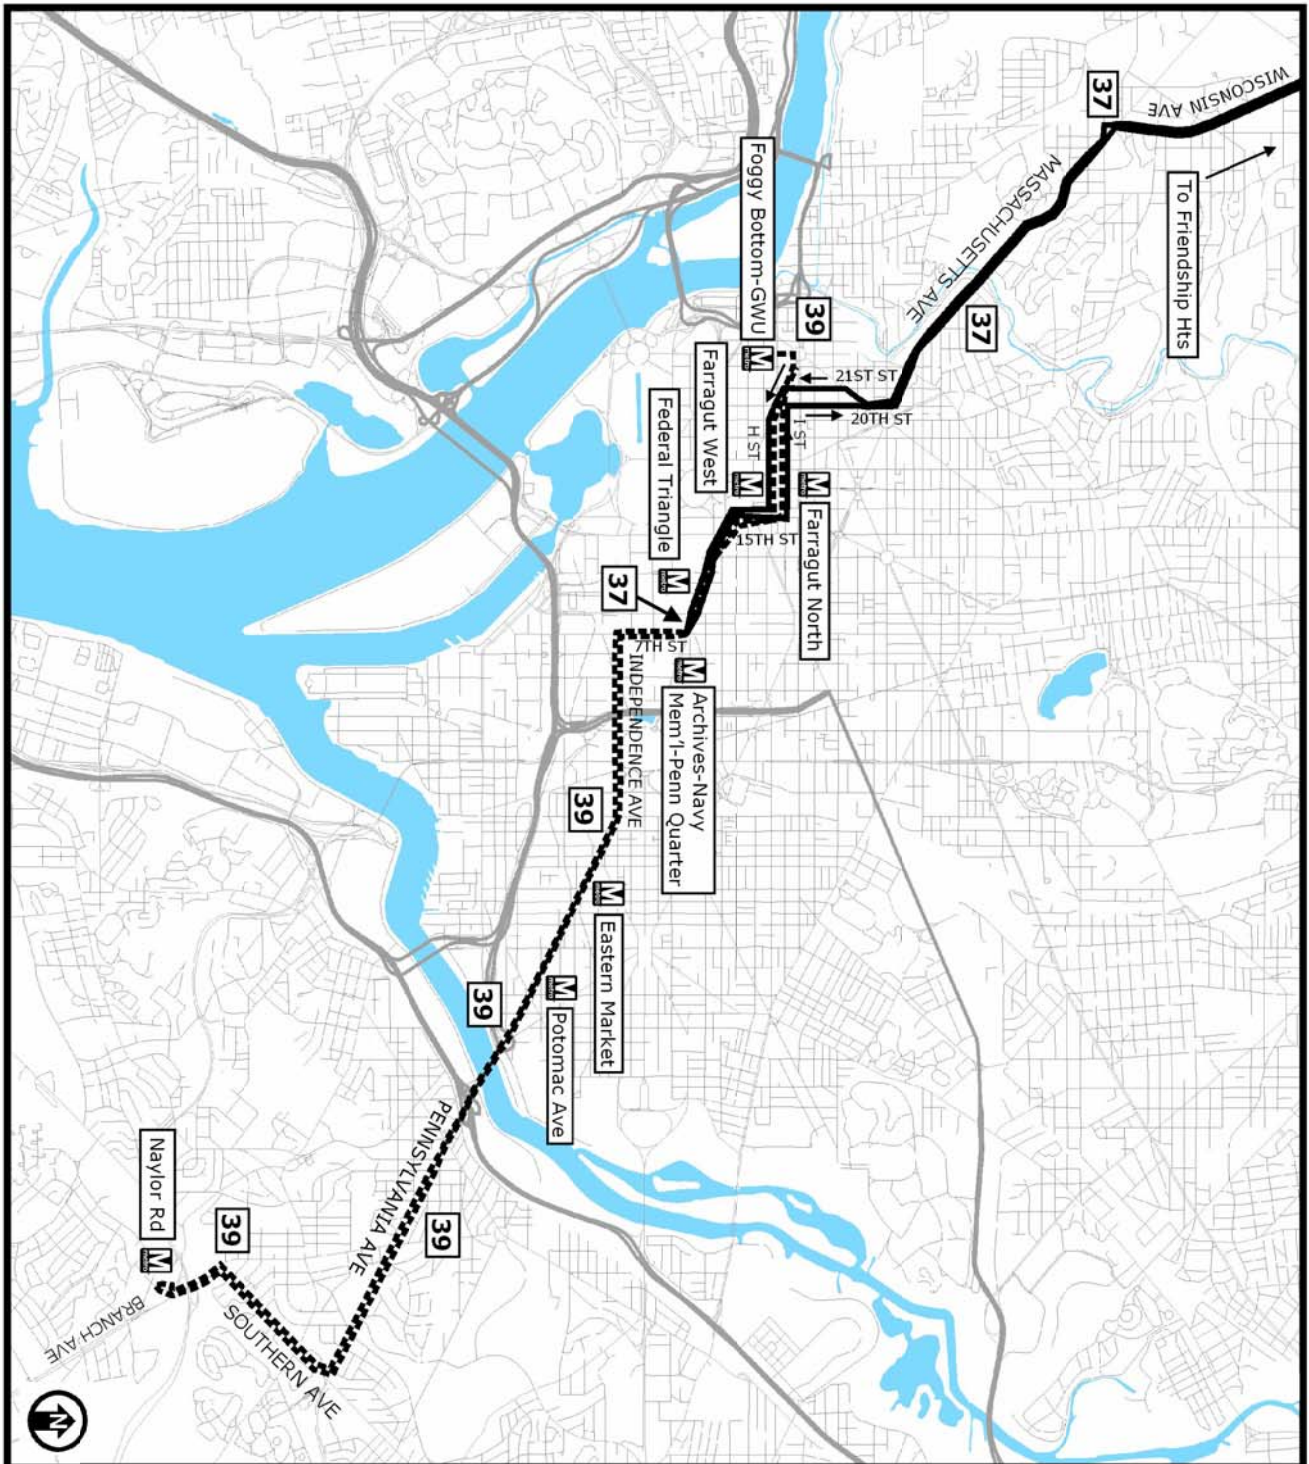 WISCONSIN AVE
37
To Friendship Hts
MASSACHUSETTS AVE
37
Foggy Bottom-GWU
M
39
21ST ST
20TH ST
I ST
H ST
Farragut West
M
M
Farragut North
15TH ST
Federal Triangle
M
37
7TH ST
M
Archives-Navy
Mem'l-Penn Quarter
INDEPENDENCE AVE
39
M
Eastern Market
M
Potomac Ave
39
PENNSYLVANIA AVE
39
Naylor Rd
M
39
SOUTHERN AVE
BRANCH AVE
N